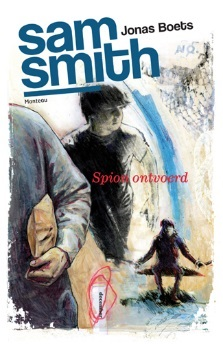 sam
smith
Jonas Boets
Manteau
Spion ontvoerd